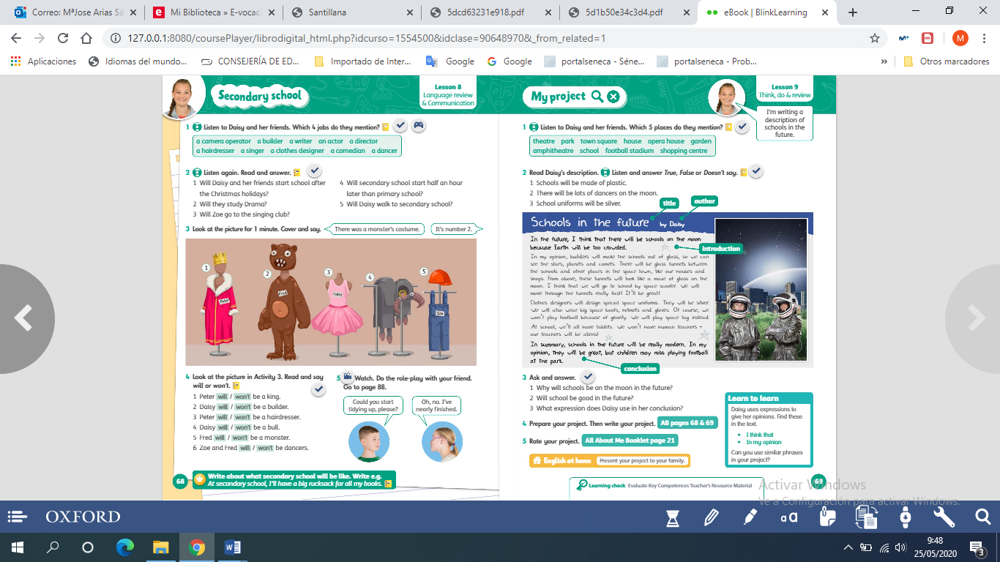 Correo: MªJose Arias Sá
Mi Biblioteca » E-vocac
Santillana
5dcd63231e918.pdf
5d1b50e34c3d4.pdf
eBook | BlinkLearning
127.0.0.1:8080/coursePlayer/librodigital_html.php?idcurso=1554500&idclase=90648970&_from_related=1
M
Aplicaciones
Idiomas del mundo...
CONSEJERÍA DE ED...
Importado de Inter...
Google
Google
portalseneca - Séne...
portalseneca - Prob...
»
Otros marcadores
Secondary school
Lesson 8
Language review
& Communication
1 Listen to Daisy and her friends. Which 4 jobs do they mention?
a camera operator a builder a writer an actor a director
a hairdresser a singer a clothes designer a comedian a dancer
2 Listen again. Read and answer.
1 Will Daisy and her friends start school after
the Christmas holidays?
2 Will they study Drama?
3 Will Zoe go to the singing club?
4 Will secondary school start half an hour
later than primary school?
5 Will Daisy walk to secondary school?
3 Look at the picture for 1 minute. Cover and say.
There was a monster's costume.
It's number 2.
1
Peter
2
Fred
3
Daisy
4
5
Zoe
4 Look at the picture in Activity 3. Read and say
will or won't.
1 Peter will / won't be a king.
2 Daisy will / won't be a builder.
3 Peter will / won't be a hairdresser.
4 Daisy will / won't be a bull.
5 Fred will / won't be a monster.
6 Zoe and Fred will / won't be dancers.
5 Watch. Do the role-play with your friend.
Go to page 88.
Could you start
tidying up, please?
Oh, no. I've
nearly finished.
68
Write about what secondary school will be like. Write e.g.
At secondary school, I'll have a big rucksack for all my books.
My project
Lesson 9
Think, do & review
I'm writing a
description of
schools in the
future.
1 Listen to Daisy and her friends. Which 5 places do they mention?
theatre park town square house opera house garden
amphitheatre school football stadium shopping centre
2 Read Daisy's description. Listen and answer True, False or Doesn't say.
1 Schools will be made of plastic.
2 There will be lots of dancers on the moon.
3 School uniforms will be silver.
title
author
Schools in the future by Daisy
In the future, I think that there will be schools on the moon
because Earth will be too crowded.
introduction
In my opinion, builders will make the schools out of glass, so we can
see the stars, planets and comets. There will be glass tunnels between
the schools and other places in the space town, like our houses and
shops. From above, these tunnels will look like a maze of glass on the
moon. I think that we will go to school by space scooter. We will
move through the tunnels really fast! It'll be great!
Clothes designers will design special space uniforms. They will be silver.
We will also wear big space boots, helmets and gloves. Of course, we
won't play football because of gravity. We will play space tag instead.
At school, we'll all have tablets. We won't have human teachers -
our teachers will be aliens!
In summary, schools in the future will be really modern. In my
opinion, they will be great, but children may miss playing football
at the park.
conclusion
3 Ask and answer.
1 Why will schools be on the moon in the future?
2 Will school be good in the future?
3 What expression does Daisy use in her conclusion?
4 Prepare your project. Then write your project. AB pages 68 & 69
5 Rate your project. All About Me Booklet page 21
English at home Present your project to your family.
Learn to learn
Daisy uses expressions to
give her opinions. Find these
in the text.
• I think that
• In my opinion
Can you use similar phrases
in your project?
Learning check Evaluate Key Competences Teacher's Resource Material
69
Activar Windows
Ve a Configuración para activar Windows.
OXFORD
aa
9:48
25/05/2020
3